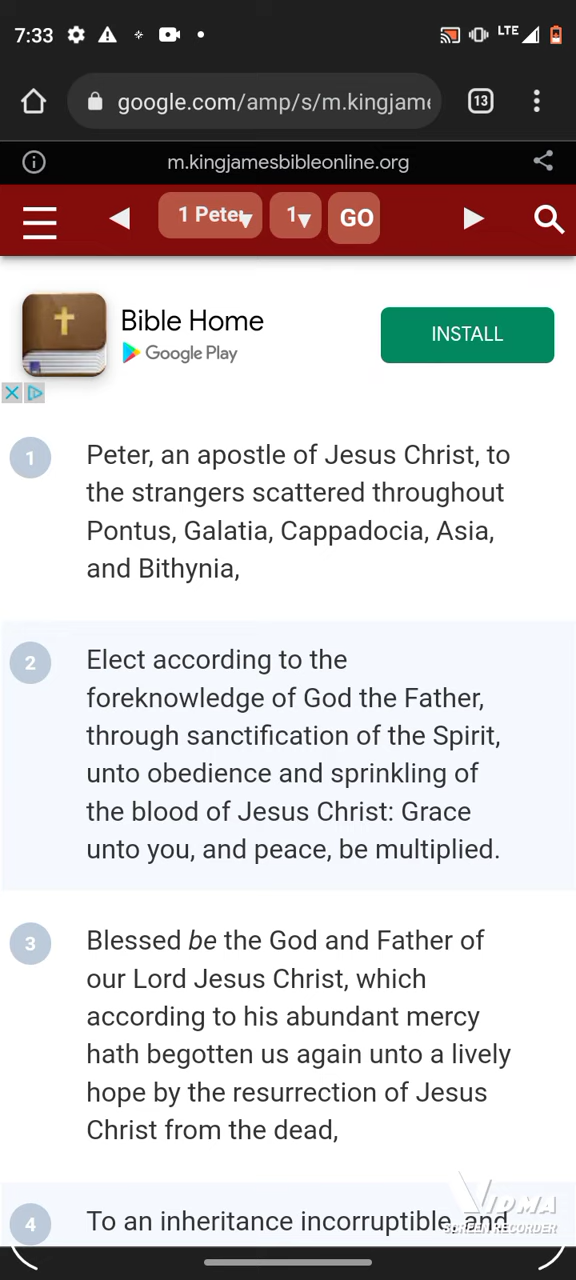 7:33
LTE
google.com/amp/s/m.kingjame
13
m.kingjamesbibleonline.org
1 Peter
1
GO
Bible Home
Google Play
INSTALL
1 Peter, an apostle of Jesus Christ, to
the strangers scattered throughout
Pontus, Galatia, Cappadocia, Asia,
and Bithynia,
2 Elect according to the
foreknowledge of God the Father,
through sanctification of the Spirit,
unto obedience and sprinkling of
the blood of Jesus Christ: Grace
unto you, and peace, be multiplied.
3 Blessed be the God and Father of
our Lord Jesus Christ, which
according to his abundant mercy
hath begotten us again unto a lively
hope by the resurrection of Jesus
Christ from the dead,
4 To an inheritance incorruptible, and
VIDMA
SCREEN RECORDER